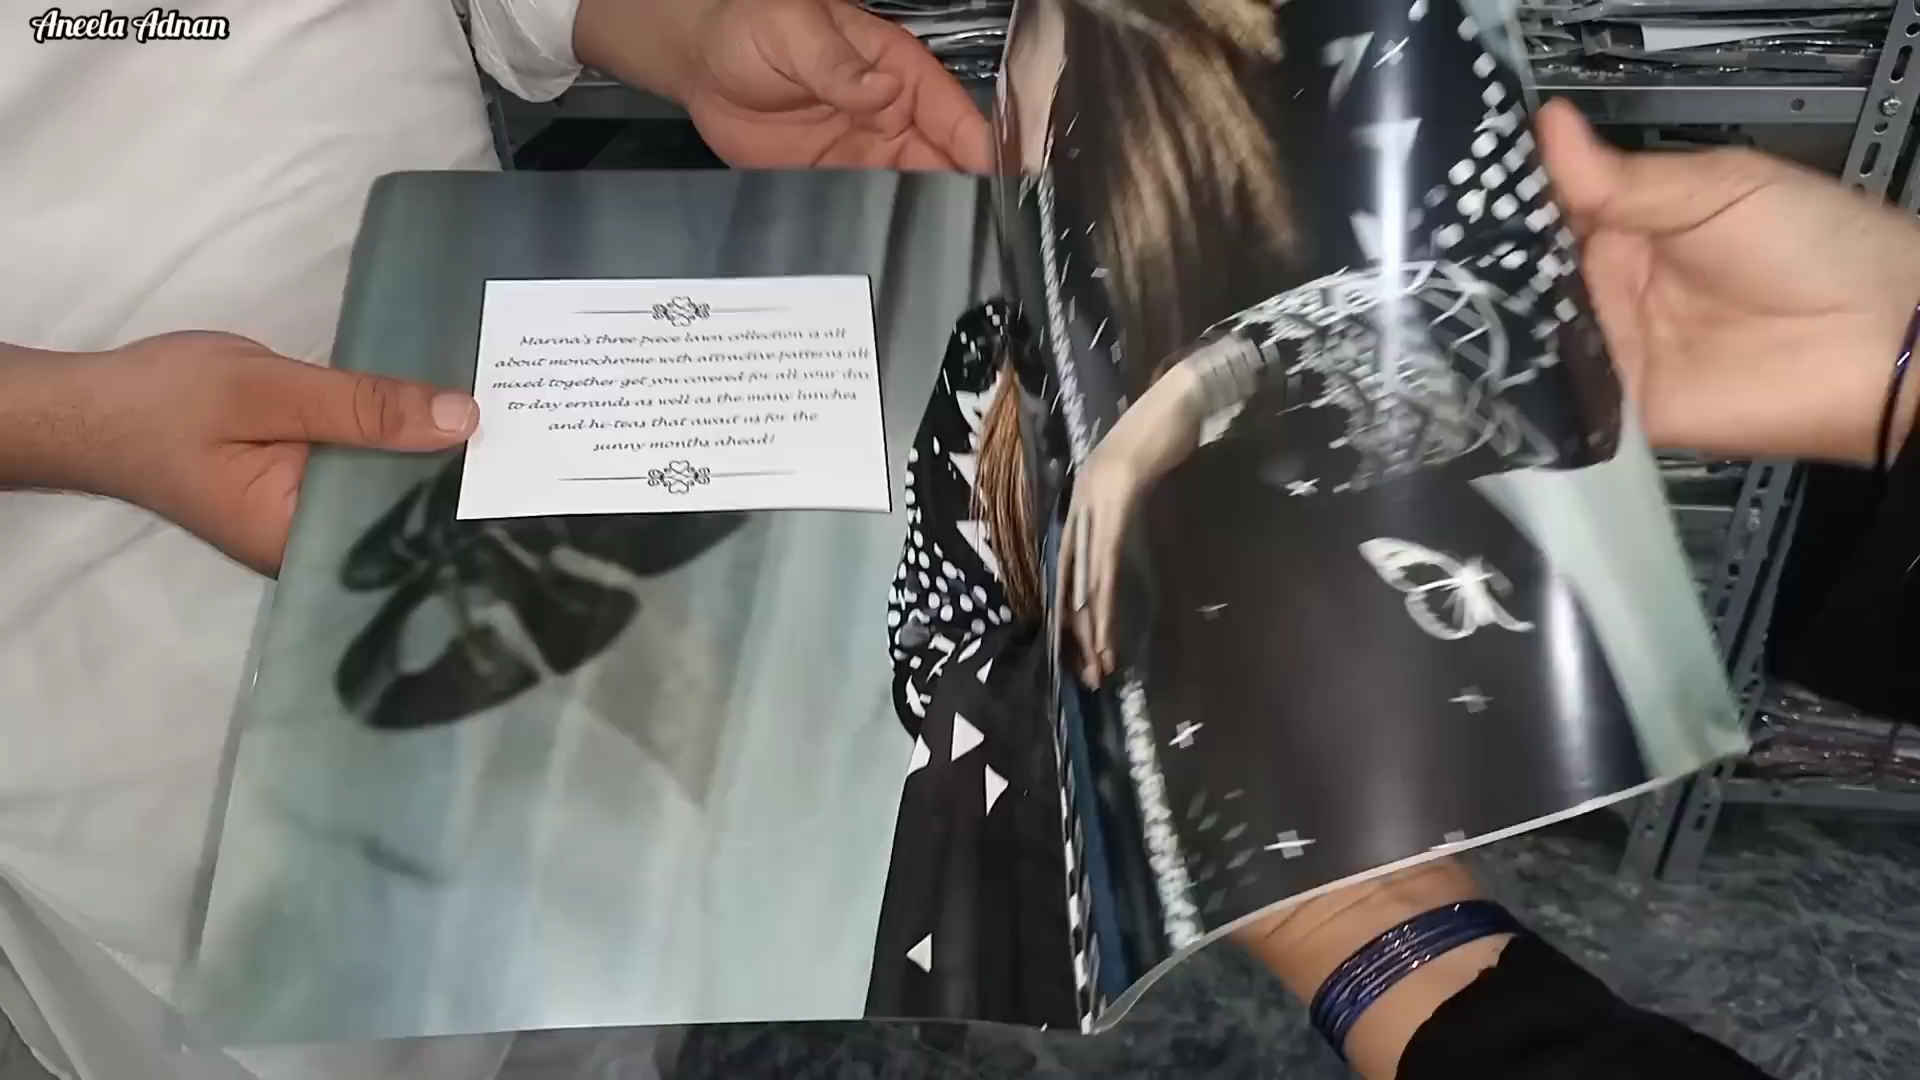 Aneela Adnan
Marina's three piece lawn collection is all
about monochrome with attractive patterns all
mixed together get you covered for all your day
to day errands as well as the many lunches
and hi-teas that await us for the
sunny months ahead!